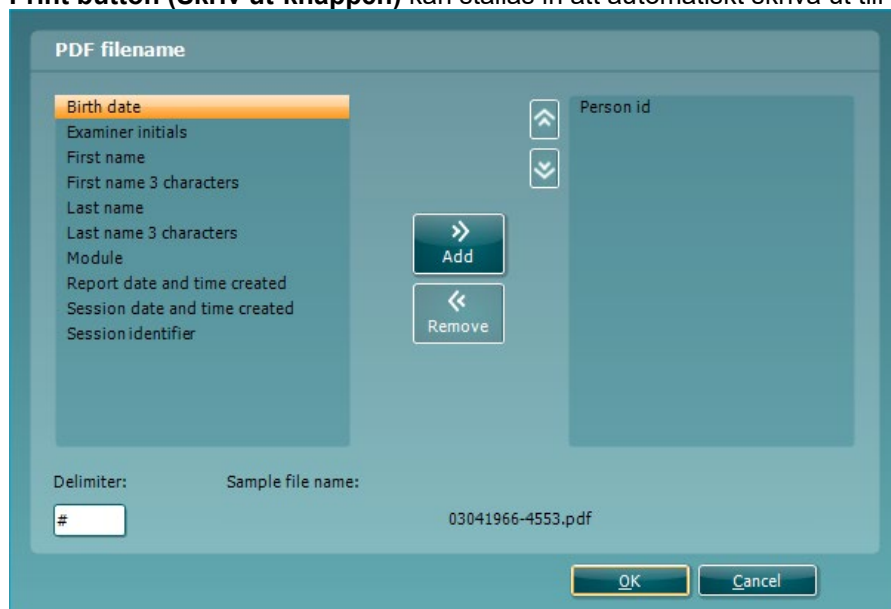 Print button (Skriv ut-knappen) kan ställas in att automatiskt skriva ut till
PDF filename
Birth date
Examiner initials
First name
First name 3 characters
Last name
Last name 3 characters
Module
Report date and time created
Session date and time created
Session identifier
Add
Remove
Person id
Delimiter:
Sample file name:
#
03041966-4553.pdf
OK
Cancel